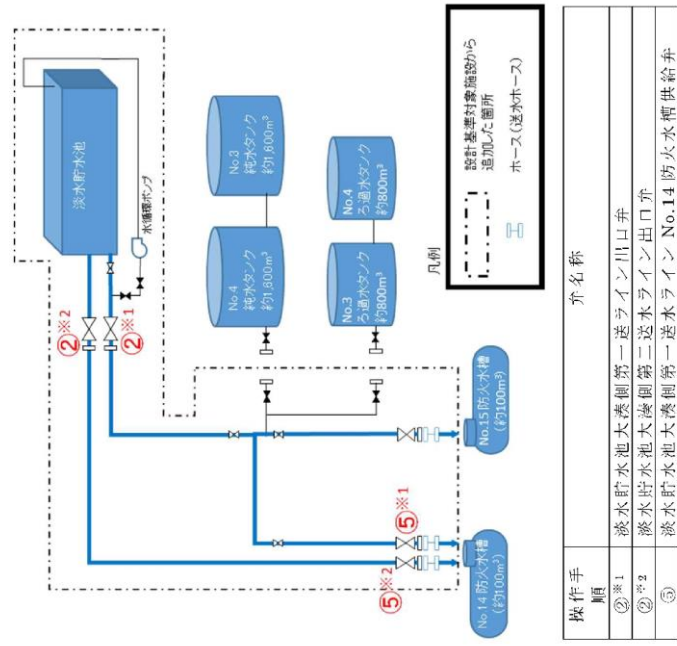 淡水貯水池
水循環ポンプ
②※2
②※1
No.4
純水タンク
約1,600m³
No.3
純水タンク
約1,600m³
No.3
ろ過水タンク
約800m³
No.4
ろ過水タンク
約800m³
⑤※2
⑤※1
No.14防火水槽
(約100m³)
No.15防火水槽
(約100m³)
凡例
設計基準対象施設から
追加した箇所
ホース(送水ホース)
操作手
順
弁名称
②※1
淡水貯水池大湊側第一送ライン出口弁
②※2
淡水貯水池大湊側第二送水ライン出口弁
⑤
淡水貯水池大湊側第一送水ライン No.14 防火水槽供給弁